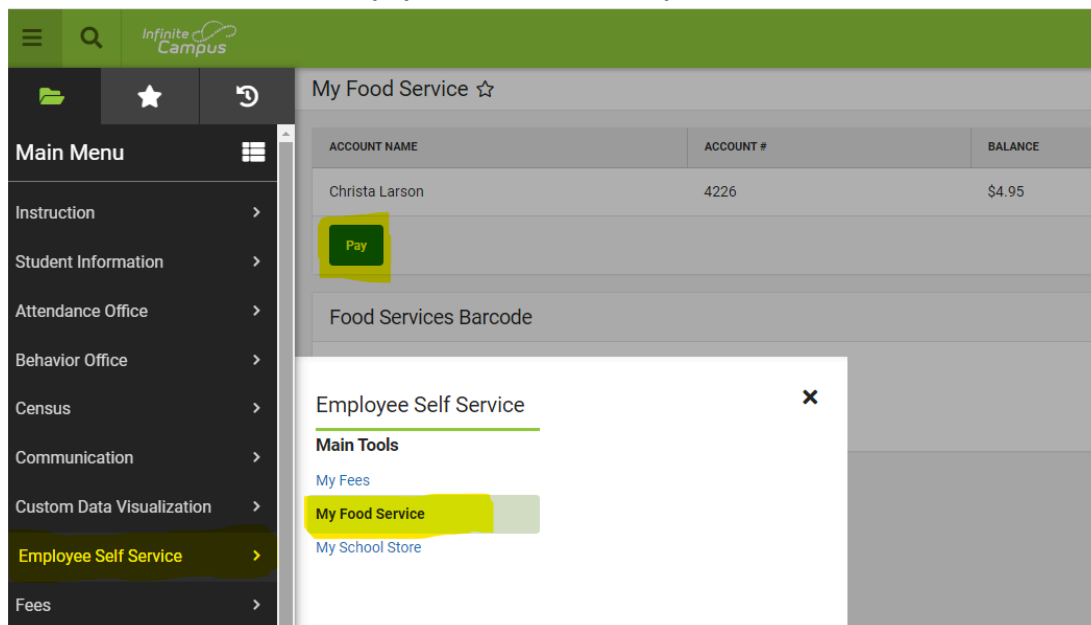 Infinite
Campus
My Food Service
Main Menu
ACCOUNT NAME ACCOUNT # BALANCE
Christa Larson 4226 $4.95
Pay
Instruction
Student Information
Attendance Office
Behavior Office
Census
Communication
Custom Data Visualization
Employee Self Service
Fees
Food Services Barcode
Employee Self Service
Main Tools
My Fees
My Food Service
My School Store